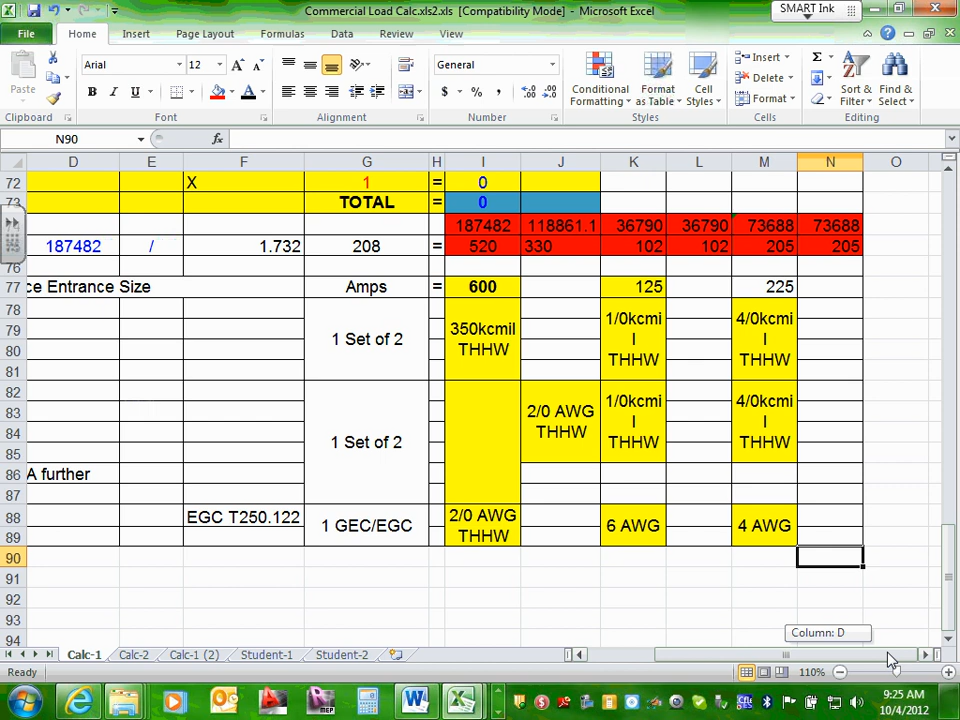 Commercial Load Calc.xls2.xls [Compatibility Mode] - Microsoft Excel
SMART Ink
File Home Insert Page Layout Formulas Data Review View
Arial 12 General
Paste
B I U
$ % ,
Conditional Formatting
Format as Table
Cell Styles
Insert
Delete
Format
Sort & Filter
Find & Select
Clipboard Font Alignment Number Styles Cells Editing
N90 fx
D E F G H I J K L M N O
72 X 1 = 0
73 TOTAL = 0
187482 118861.1 36790 36790 73688 73688
187482 / 1.732 208 = 520 330 102 102 205 205
76
77 ce Entrance Size Amps = 600 125 225
78
79
80
81
1 Set of 2
350kcmil THHW
1/0kcmi l THHW
4/0kcmi l THHW
82
83
84
85
1 Set of 2
2/0 AWG THHW
1/0kcmi l THHW
4/0kcmi l THHW
86 A further
87
88 EGC T250.122
89
1 GEC/EGC
2/0 AWG THHW
6 AWG
4 AWG
90
91
92
93
94
Column: D
Calc-1 Calc-2 Calc-1 (2) Student-1 Student-2
Ready 110%
9:25 AM
10/4/2012